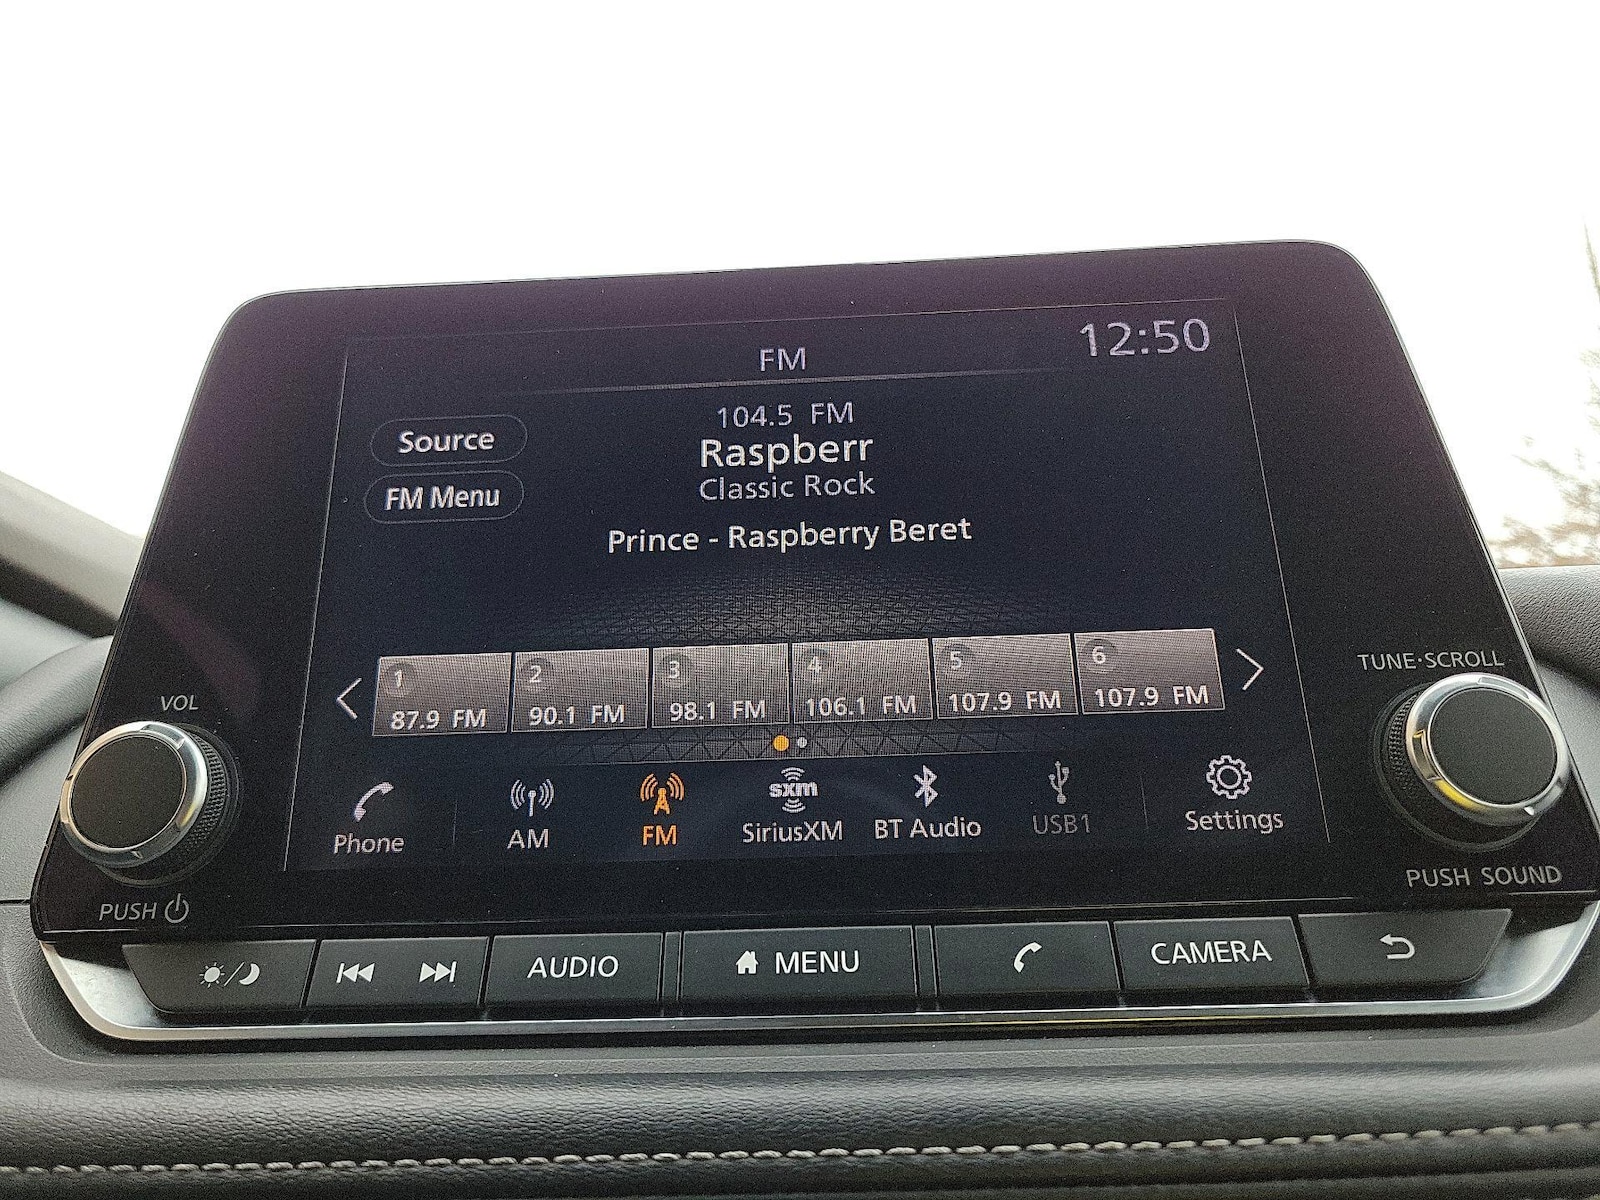 FM
12:50
Source
FM Menu
104.5 FM
Raspberr
Classic Rock
Prince - Raspberry Beret
1
87.9 FM
2
90.1 FM
3
98.1 FM
4
106.1 FM
5
107.9 FM
6
107.9 FM
Phone
AM
FM
sxm
SiriusXM
BT Audio
USB1
Settings
VOL
PUSH
TUNE·SCROLL
PUSH SOUND
AUDIO
MENU
CAMERA